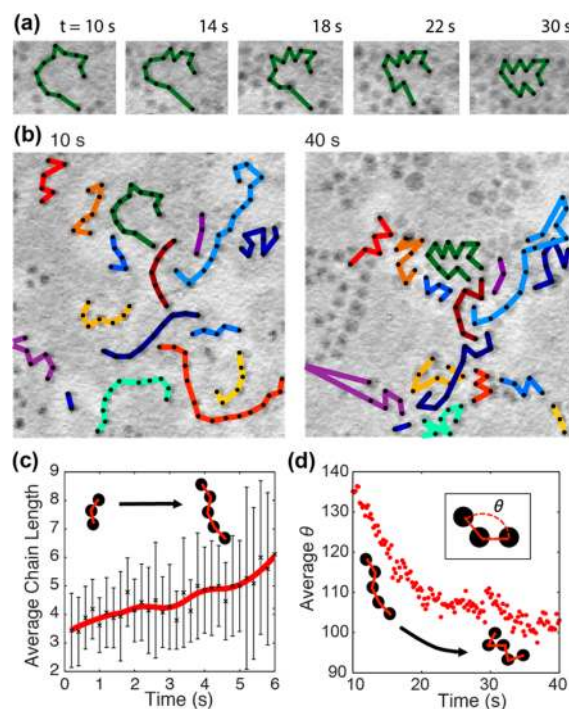 (a) t = 10 s 14 s 18 s 22 s 30 s
(b) 10 s 40 s
(c) (d)
Average Chain Length
9
8
7
6
5
4
3
2
0 1 2 3 4 5 6
Time (s)
Average θ
140
130
120
110
100
90
10 20 30 40
Time (s)
θ